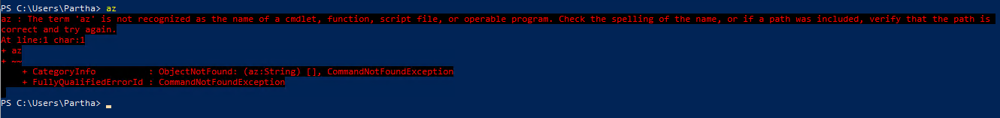 PS C:\Users\Partha> az
az : The term 'az' is not recognized as the name of a cmdlet, function, script file, or operable program. Check the spelling of the name, or if a path was included, verify that the path is
correct and try again.
At line:1 char:1
+ az
+ ~~
    + CategoryInfo          : ObjectNotFound: (az:String) [], CommandNotFoundException
    + FullyQualifiedErrorId : CommandNotFoundException
PS C:\Users\Partha>